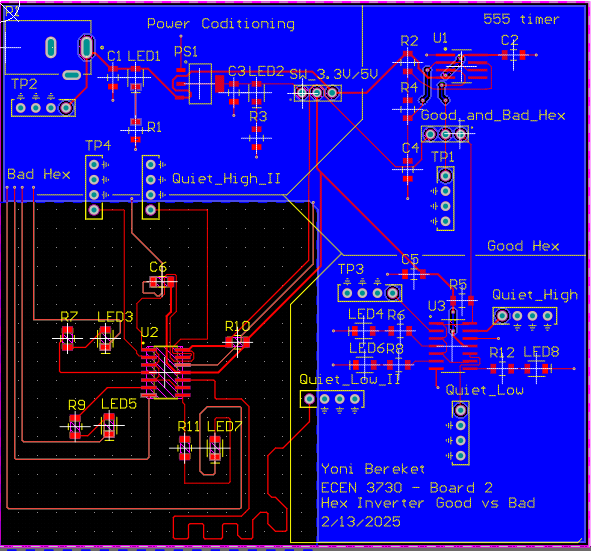 P1
Power Coditioning
555 timer
PS1
R2
U1
C2
C1
LED1
C3
LED2
SW_3.3V/5V
TP2
R4
Good_and_Bad_Hex
R1
R3
TP4
C4
TP1
Bad Hex
Quiet_High_II
Good Hex
C6
TP3
C5
R5
Quiet_High
R7
LED3
U2
R10
LED4
R6
U3
LED6
R8
R12
LED8
Quiet_Low_II
Quiet_Low
R9
LED5
R11
LED7
Yoni Bereket
ECEN 3730 - Board 2
Hex Inverter Good vs Bad
2/13/2025